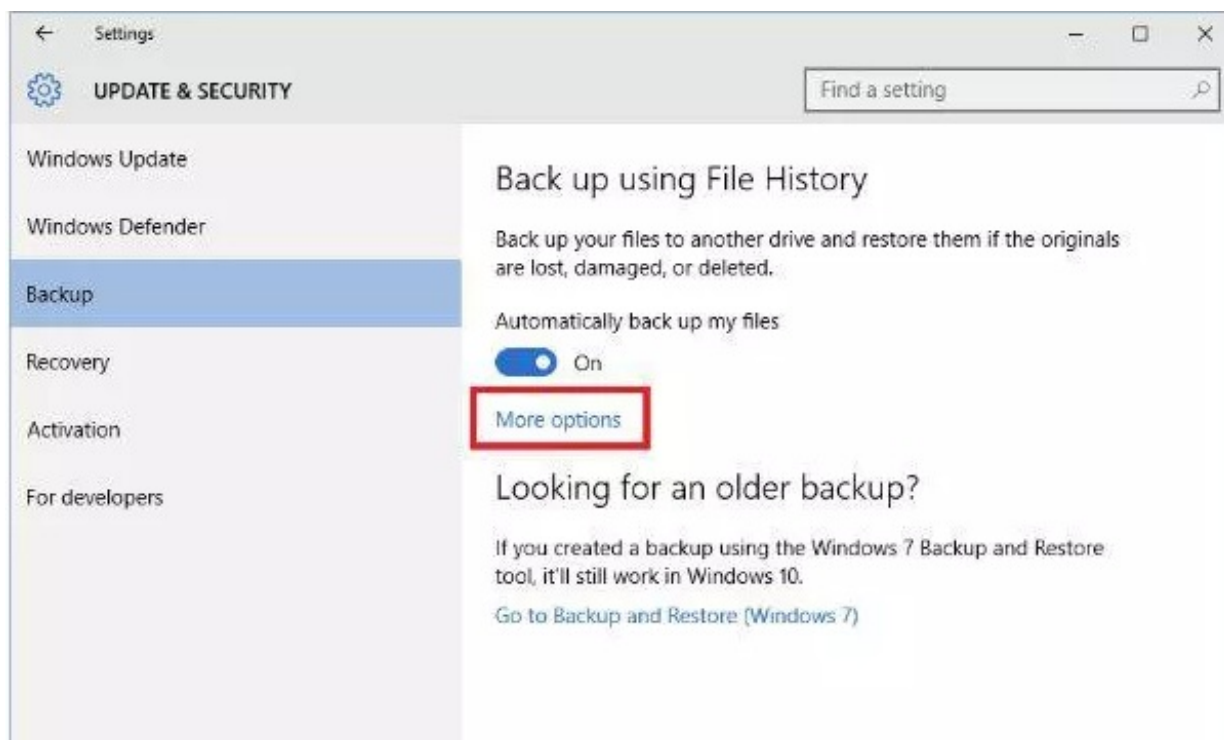 Settings
UPDATE & SECURITY
Find a setting
Windows Update
Windows Defender
Backup
Recovery
Activation
For developers
Back up using File History
Back up your files to another drive and restore them if the originals
are lost, damaged, or deleted.
Automatically back up my files
On
More options
Looking for an older backup?
If you created a backup using the Windows 7 Backup and Restore
tool, it'll still work in Windows 10.
Go to Backup and Restore (Windows 7)